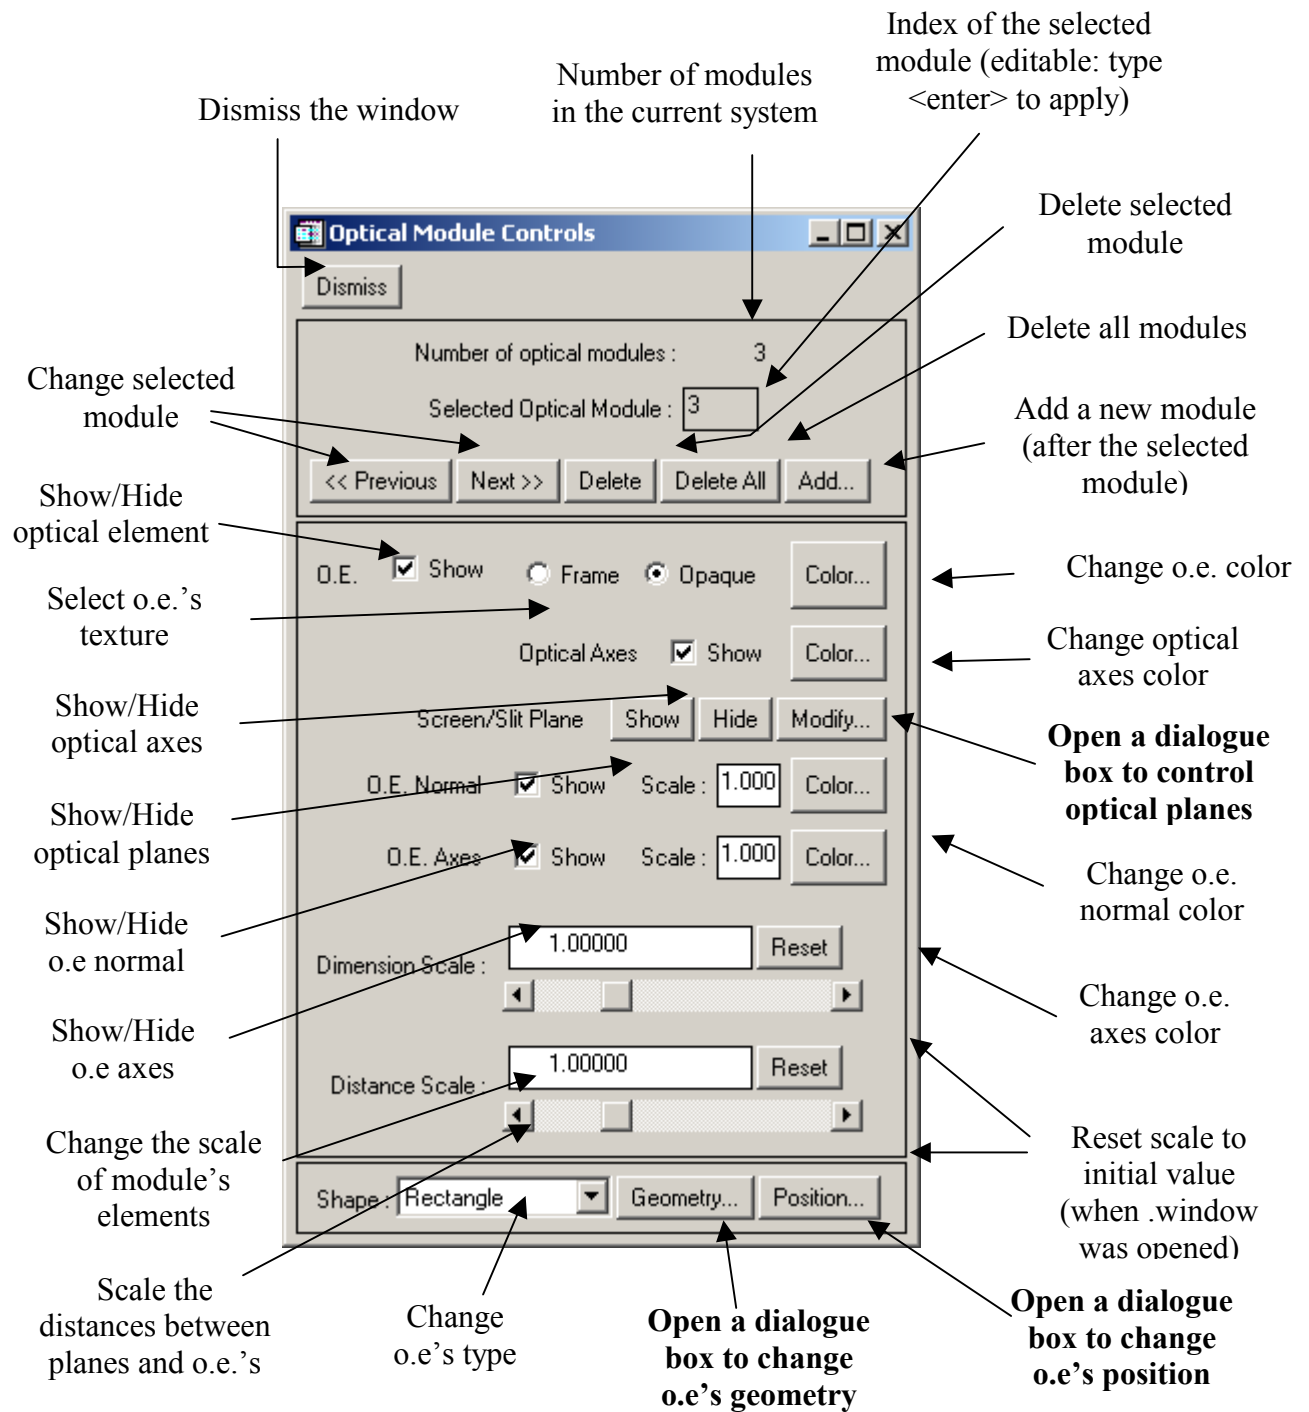 Index of the selected
module (editable: type
<enter> to apply)
Number of modules
in the current system
Dismiss the window
Delete selected
module
Delete all modules
Add a new module
(after the selected
module)
Change selected
module
Show/Hide
optical element
Select o.e.’s
texture
Show/Hide
optical axes
Show/Hide
optical planes
Show/Hide
o.e normal
Show/Hide
o.e axes
Change the scale
of module’s
elements
Scale the
distances between
planes and o.e.’s
Optical Module Controls
Dismiss
Number of optical modules : 3
Selected Optical Module : 3
<< Previous Next >> Delete Delete All Add...
O.E. Show Frame Opaque Color...
Optical Axes Show Color...
Screen/Slit Plane Show Hide Modify...
O.E. Normal Show Scale : 1.000 Color...
O.E. Axes Show Scale : 1.000 Color...
Dimension Scale : 1.00000 Reset
Distance Scale : 1.00000 Reset
Shape : Rectangle Geometry... Position...
Change o.e. color
Change optical
axes color
Open a dialogue
box to control
optical planes
Change o.e.
normal color
Change o.e.
axes color
Reset scale to
initial value
(when .window
was opened)
Change
o.e’s type
Open a dialogue
box to change
o.e’s geometry
Open a dialogue
box to change
o.e’s position